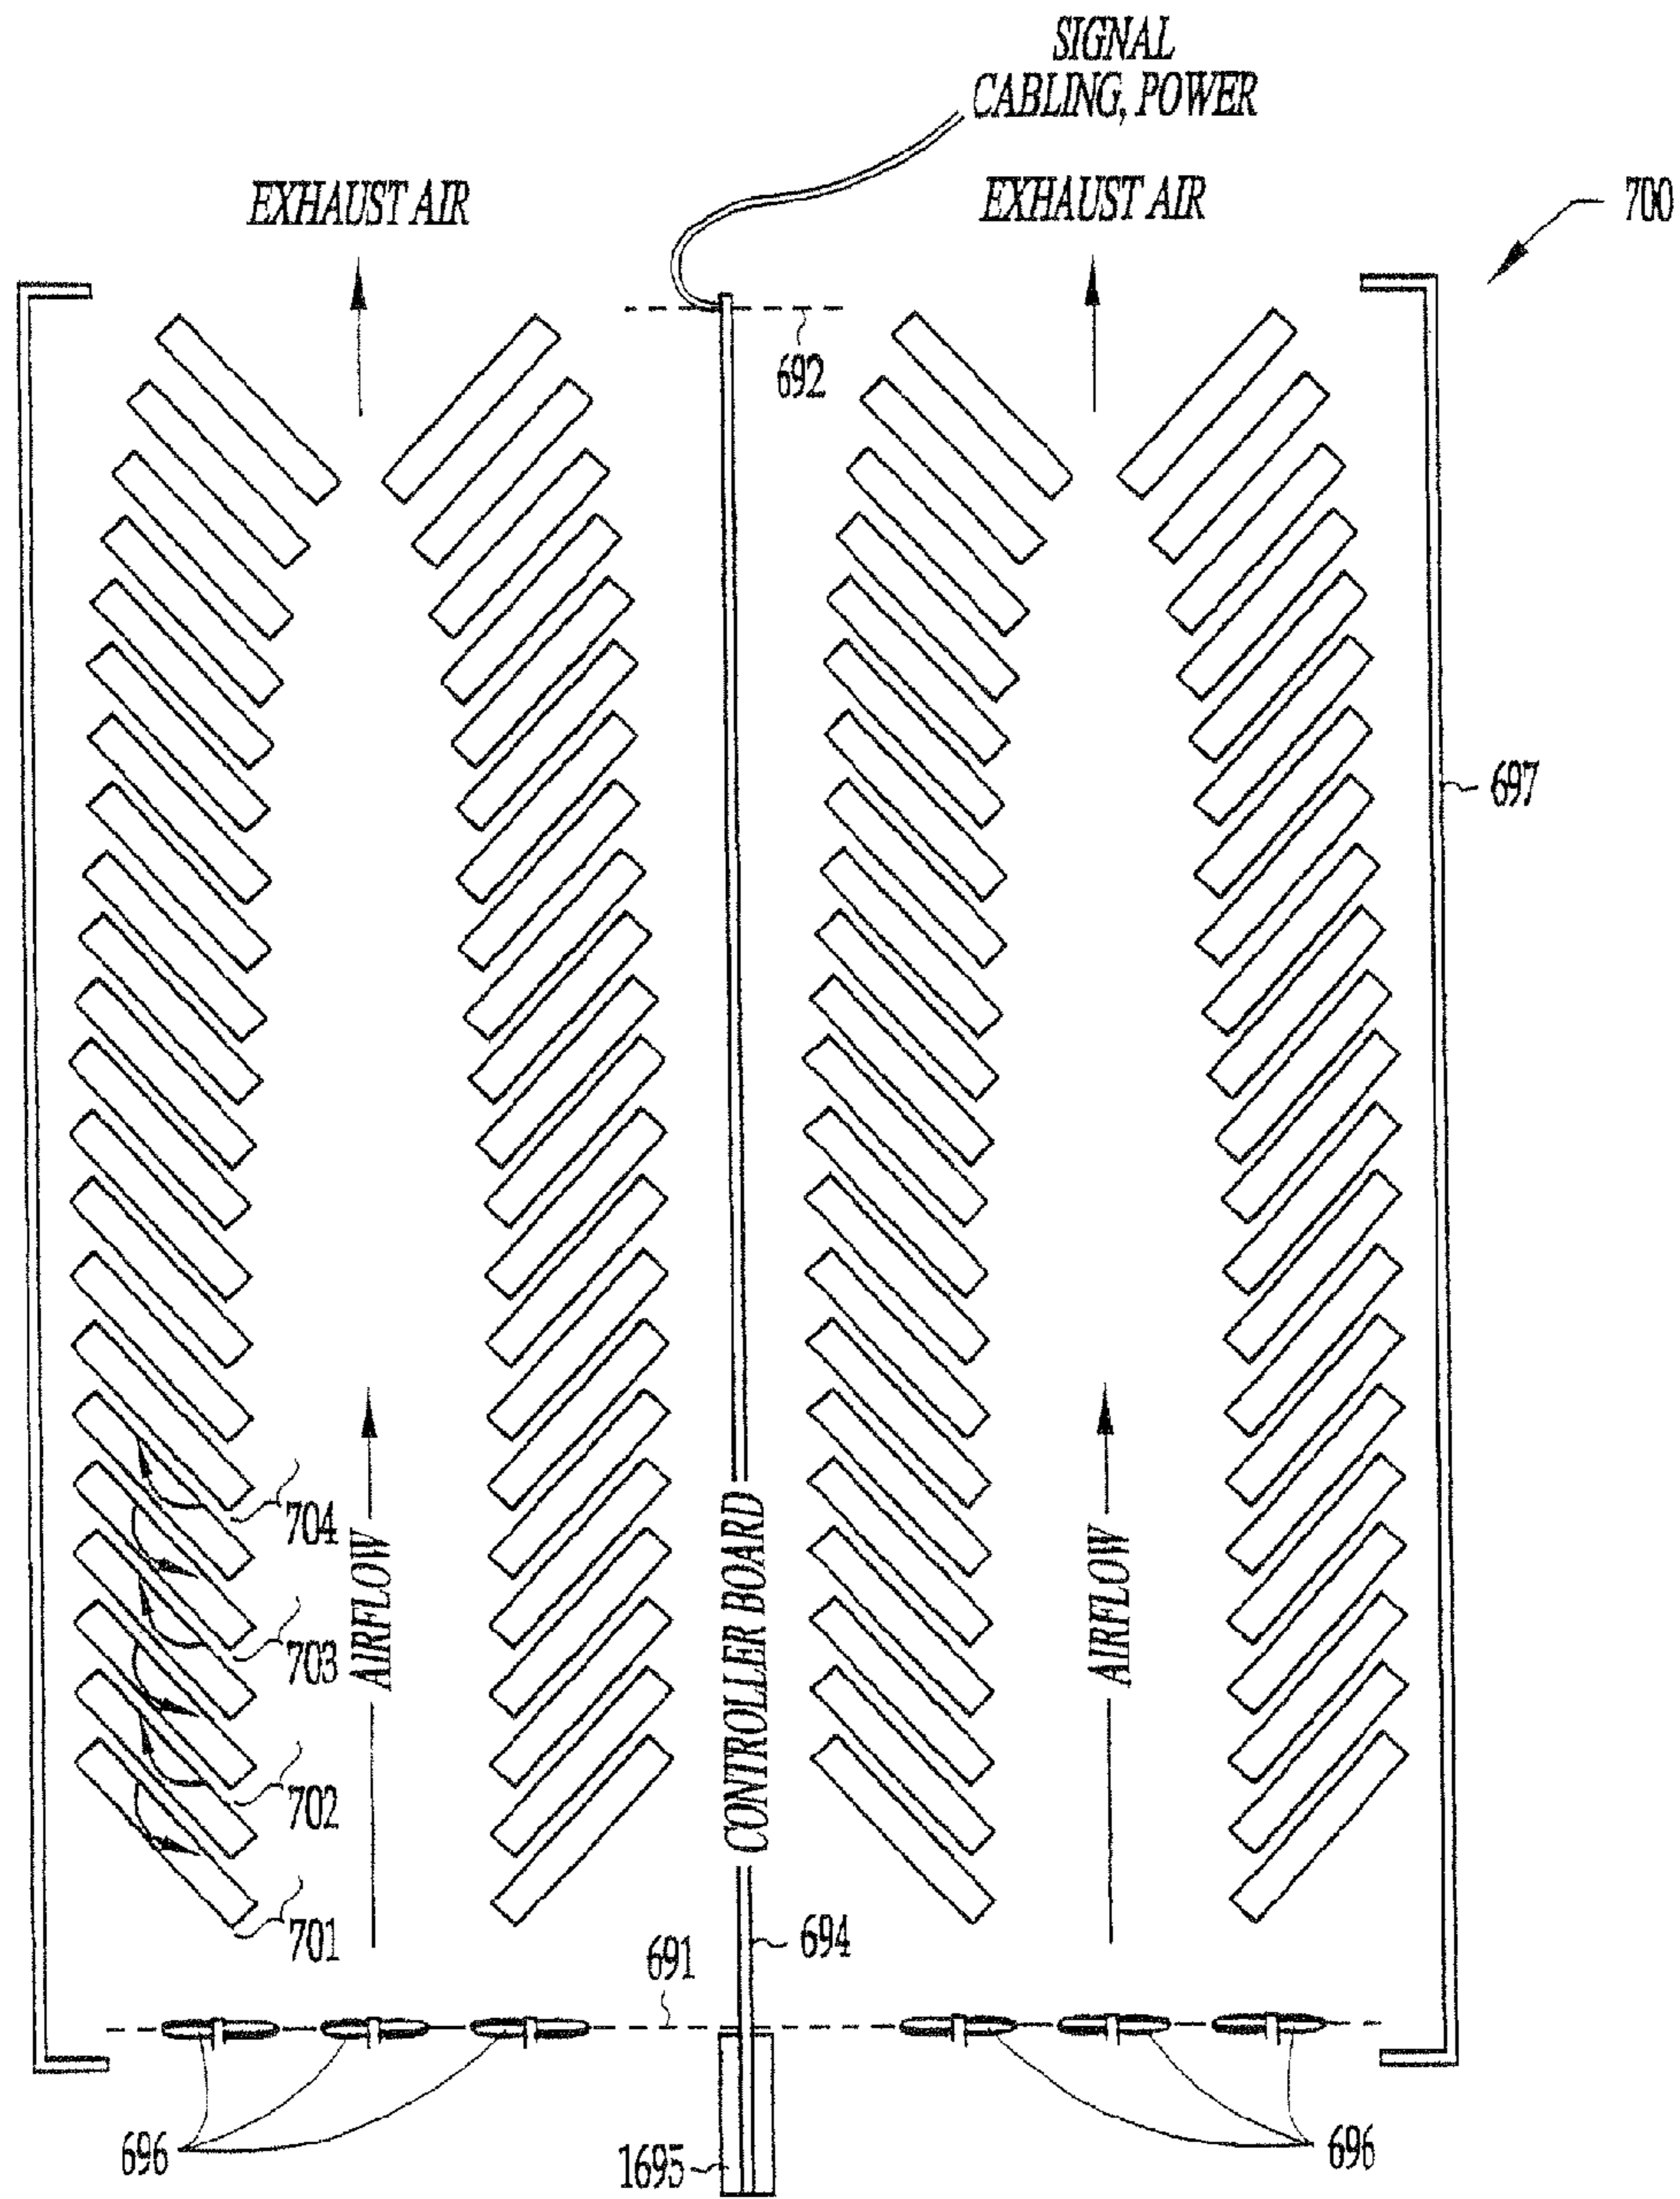 SIGNAL
CABLING, POWER
EXHAUST AIR
EXHAUST AIR
700
692
697
704
703
702
701
AIRFLOW
CONTROLLER BOARD
AIRFLOW
694
691
696
1695
696